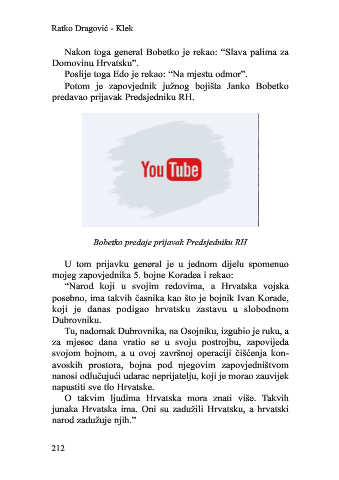 Ratko Dragović - Klek
Nakon toga general Bobetko je rekao: “Slava palima za
Domovinu Hrvatsku”.
Poslije toga Edo je rekao: “Na mjestu odmor”.
Potom je zapovjednik južnog bojišta Janko Bobetko
predavao prijavak Predsjedniku RH.
YouTube
Bobetko predaje prijavak Predsjedniku RH
U tom prijavku general je u jednom dijelu spomenuo
mojeg zapovjednika 5. bojne Koradea i rekao:
“Narod koji u svojim redovima, a Hrvatska vojska
posebno, ima takvih časnika kao što je bojnik Ivan Korade,
koji je danas podigao hrvatsku zastavu u slobodnom
Dubrovniku.
Tu, nadomak Dubrovnika, na Osojniku, izgubio je ruku, a
za mjesec dana vratio se u svoju postrojbu, zapovijeda
svojom bojnom, a u ovoj završnoj operaciji čišćenja kon-
avoskih prostora, bojna pod njegovim zapovjedništvom
nanosi odlučujući udarac neprijatelju, koji je morao zauvijek
napustiti sve tlo Hrvatske.
O takvim ljudima Hrvatska mora znati više. Takvih
junaka Hrvatska ima. Oni su zadužili Hrvatsku, a hrvatski
narod zadužuje njih.”
212